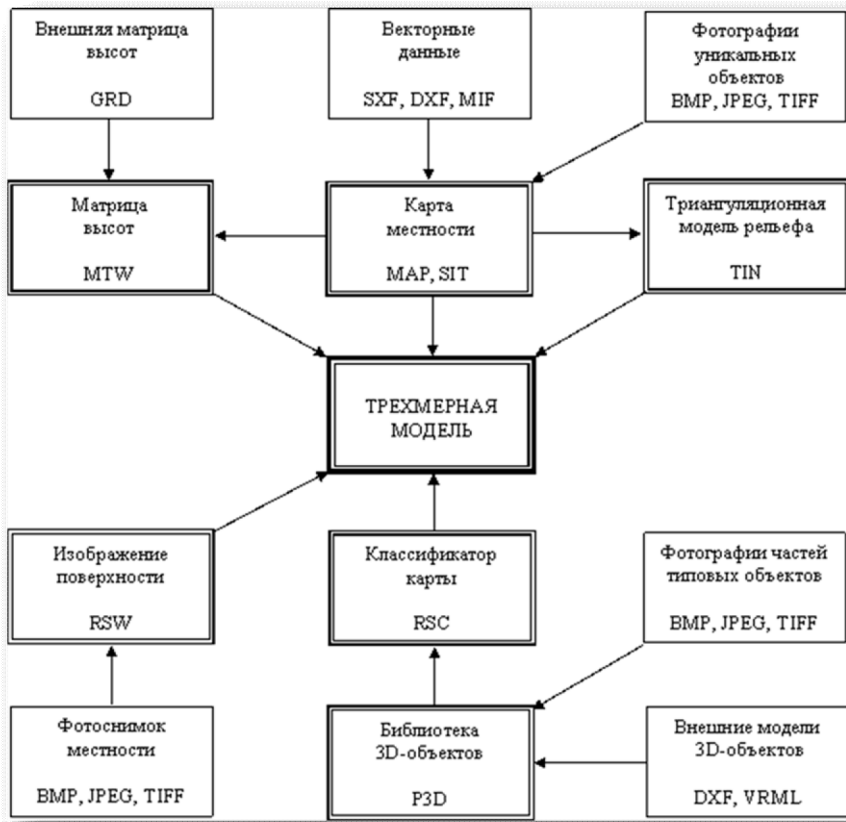 Внешняя матрица
высот
GRD
Векторные
данные
SXF, DXF, MIF
Фотографии
уникальных
объектов
BMP, JPEG, TIFF
Матрица
высот
MTW
Карта
местности
MAP, SIT
Триангуляционная
модель рельефа
TIN
ТРЕХМЕРНАЯ
МОДЕЛЬ
Изображение
поверхности
RSW
Классификатор
карты
RSC
Фотографии частей
типовых объектов
BMP, JPEG, TIFF
Фотоснимок
местности
BMP, JPEG, TIFF
Библиотека
3D-объектов
P3D
Внешние модели
3D-объектов
DXF, VRML